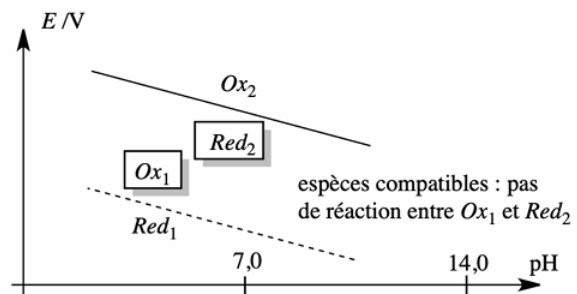 E /V
Ox₂
Red₂
Ox₁
espèces compatibles : pas
de réaction entre Ox₁ et Red₂
Red₁
7,0
14,0
pH